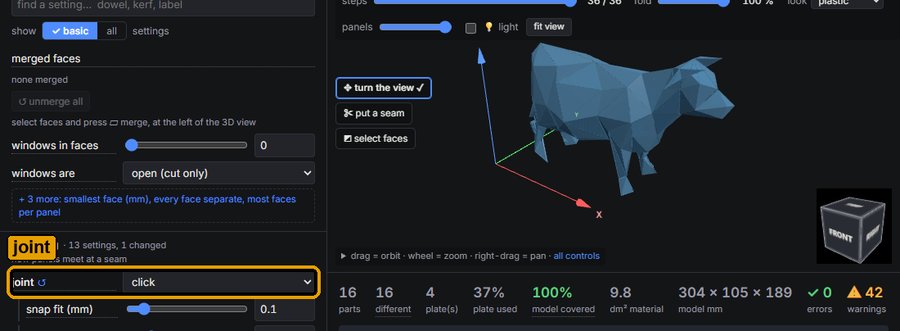 find a setting... dowel, kerf, label
show ✓ basic all settings
merged faces
none merged
↺ unmerge all
select faces and press ▱ merge, at the left of the 3D view
windows in faces 0
windows are open (cut only)
+ 3 more: smallest face (mm), every face separate, most faces
per panel
joint · 13 settings, 1 changed
joint ↺ click
snap fit (mm) 0.1
steps 36 / 36 fold 100 % look plastic
panels 💡 light fit view
✥ turn the view ✓
✀ put a seam
◩ select faces
Y
X
FRONT
RIGHT
▶ drag = orbit · wheel = zoom · right-drag = pan · all controls
16 16 4 37% 100% 9.8 304 × 105 × 189 ✓ 0 ⚠ 42
parts different plate(s) plate used model covered dm² material model mm errors warnings